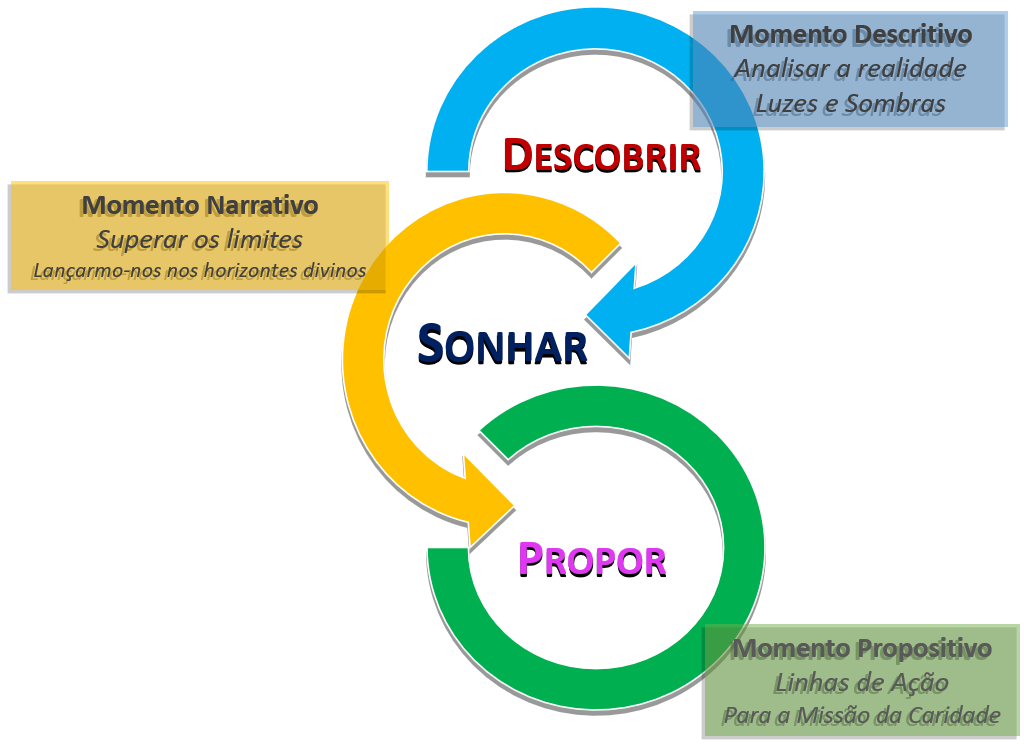 Momento Descritivo
Analisar a realidade
Luzes e Sombras
DESCOBRIR
Momento Narrativo
Superar os limites
Lançarmo-nos nos horizontes divinos
SONHAR
PROPOR
Momento Propositivo
Linhas de Ação
Para a Missão da Caridade